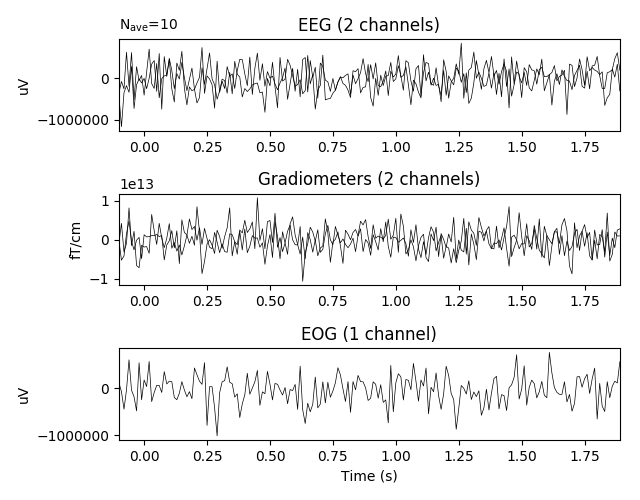 N_ave=10
EEG (2 channels)
uV
0
−1000000
0.00 0.25 0.50 0.75 1.00 1.25 1.50 1.75
1e13
Gradiometers (2 channels)
fT/cm
1
0
−1
0.00 0.25 0.50 0.75 1.00 1.25 1.50 1.75
EOG (1 channel)
uV
0
−1000000
0.00 0.25 0.50 0.75 1.00 1.25 1.50 1.75
Time (s)